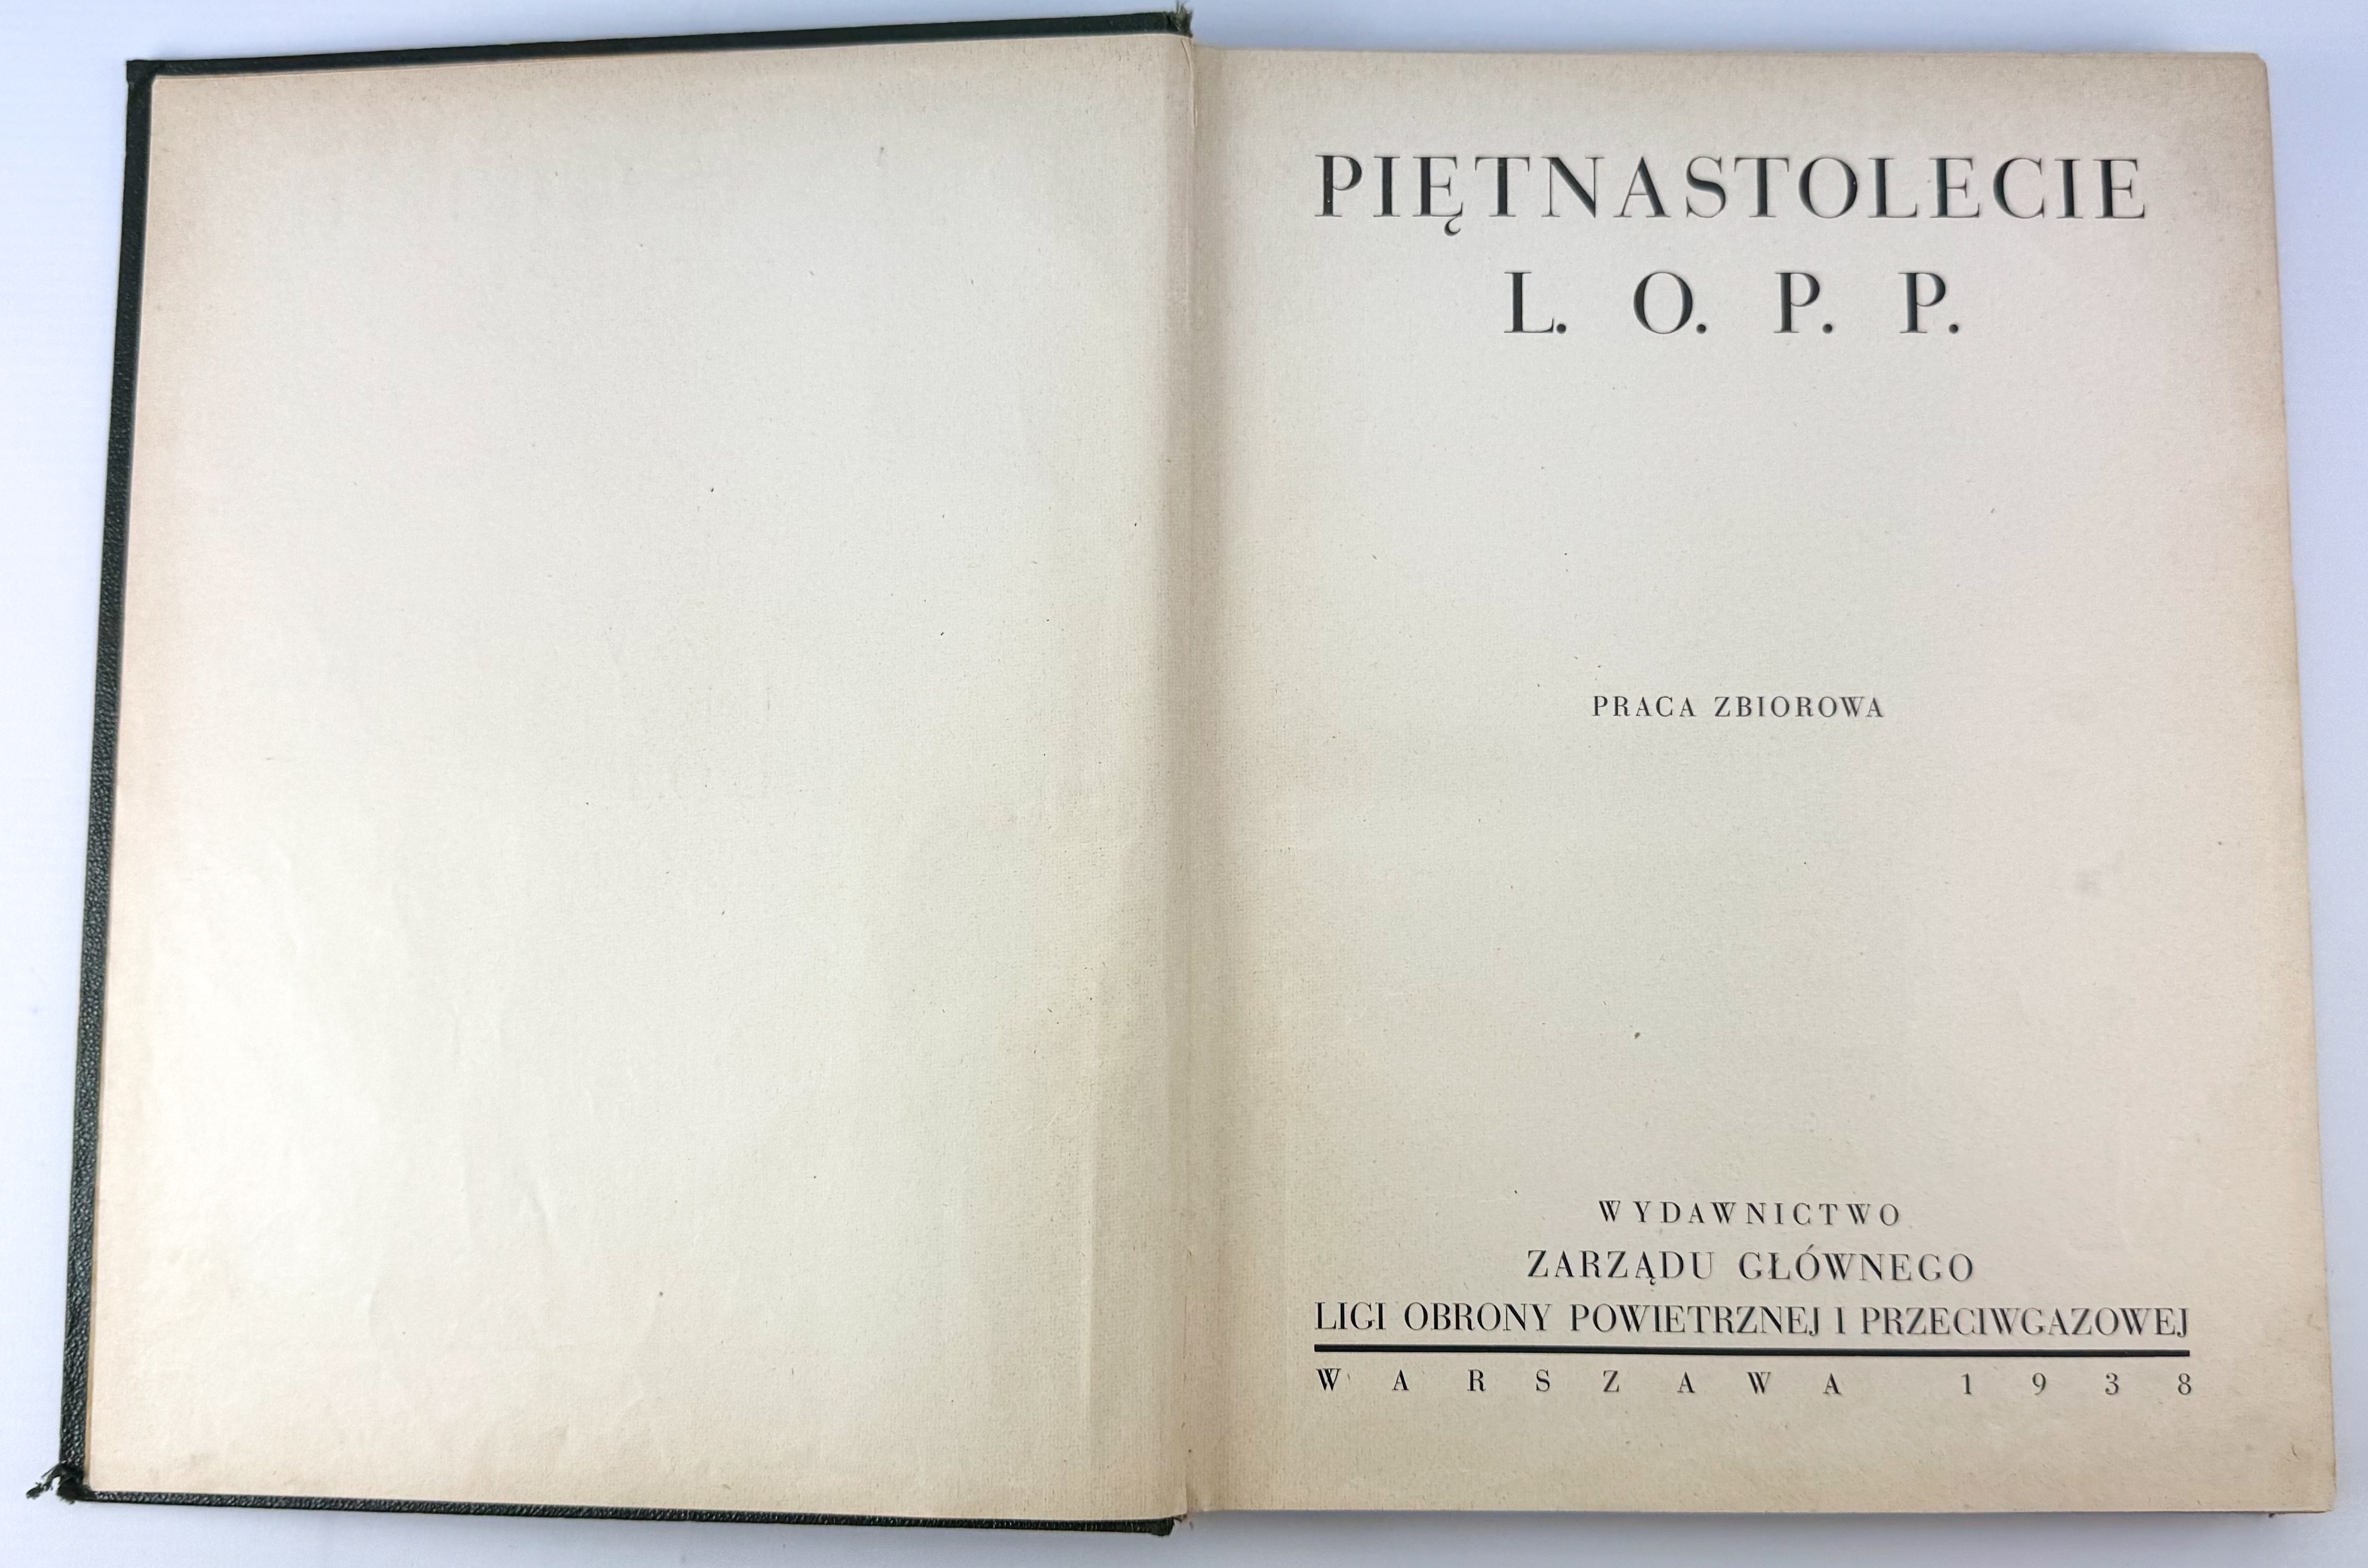 PIĘTNASTOLECIE
L. O. P. P.
PRACA ZBIOROWA
WYDAWNICTWO
ZARZĄDU GŁÓWNEGO
LIGI OBRONY POWIETRZNEJ I PRZECIWGAZOWEJ
WARSZAWA 1938